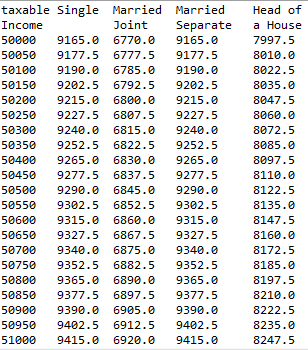 taxable Single Married Married Head of
Income Joint Separate a House
50000 9165.0 6770.0 9165.0 7997.5
50050 9177.5 6777.5 9177.5 8010.0
50100 9190.0 6785.0 9190.0 8022.5
50150 9202.5 6792.5 9202.5 8035.0
50200 9215.0 6800.0 9215.0 8047.5
50250 9227.5 6807.5 9227.5 8060.0
50300 9240.0 6815.0 9240.0 8072.5
50350 9252.5 6822.5 9252.5 8085.0
50400 9265.0 6830.0 9265.0 8097.5
50450 9277.5 6837.5 9277.5 8110.0
50500 9290.0 6845.0 9290.0 8122.5
50550 9302.5 6852.5 9302.5 8135.0
50600 9315.0 6860.0 9315.0 8147.5
50650 9327.5 6867.5 9327.5 8160.0
50700 9340.0 6875.0 9340.0 8172.5
50750 9352.5 6882.5 9352.5 8185.0
50800 9365.0 6890.0 9365.0 8197.5
50850 9377.5 6897.5 9377.5 8210.0
50900 9390.0 6905.0 9390.0 8222.5
50950 9402.5 6912.5 9402.5 8235.0
51000 9415.0 6920.0 9415.0 8247.5